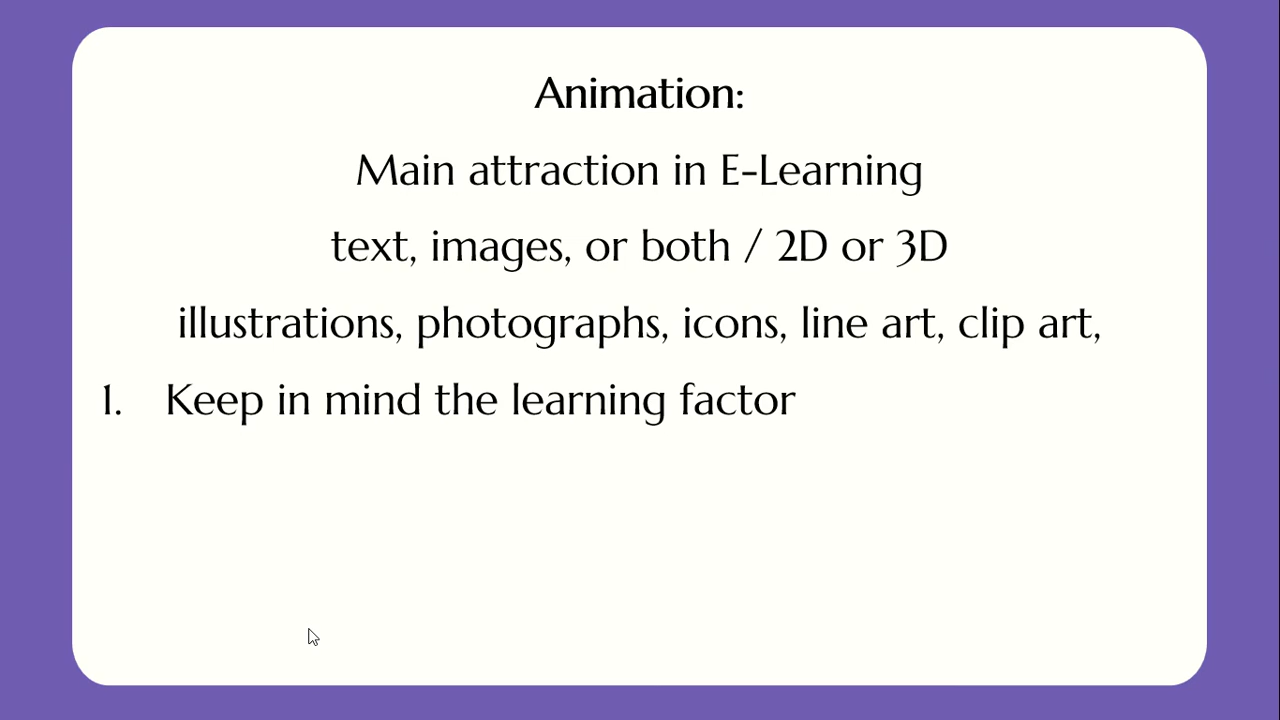 Animation:
Main attraction in E-Learning
text, images, or both / 2D or 3D
illustrations, photographs, icons, line art, clip art,
1. Keep in mind the learning factor